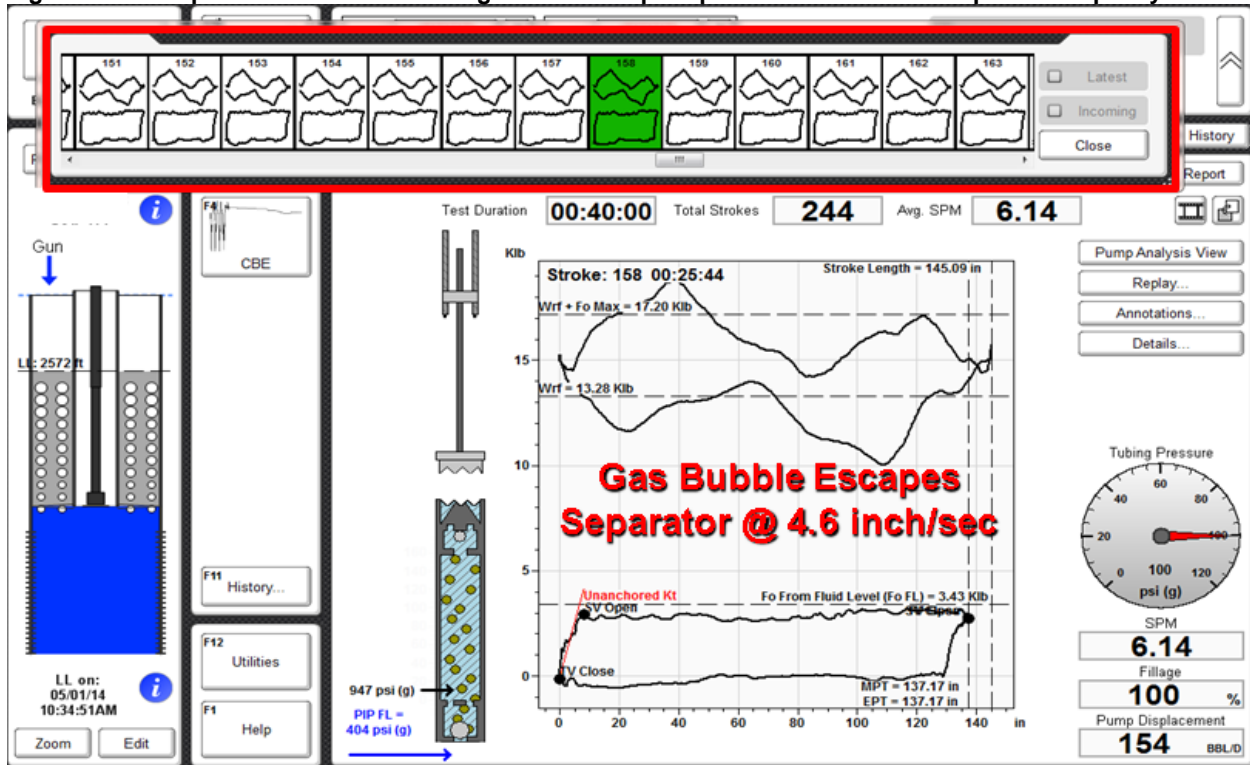 151 152 153 154 155 156 157 158 159 160 161 162 163
Latest
Incoming
Close
History
Report
Test Duration 00:40:00 Total Strokes 244 Avg. SPM 6.14
Gun
F4
CBE
Klb
Stroke: 158 00:25:44
Stroke Length = 145.09 in
Wrf + Fo Max = 17.20 Klb
Wrf = 13.28 Klb
15
10
5
0
Gas Bubble Escapes
Separator @ 4.6 inch/sec
Unanchored Kt
SV Open
Fo From Fluid Level (Fo FL) = 3.43 Klb
TV Close
MPT = 137.17 in
EPT = 137.17 in
0 20 40 60 80 100 120 140 in
LL: 2572 ft
LL on:
05/01/14
10:34:51AM
Zoom
Edit
F11
History...
F12
Utilities
F1
Help
947 psi (g)
PIP FL =
404 psi (g)
Pump Analysis View
Replay...
Annotations...
Details...
Tubing Pressure
0 20 40 60 80 100 120
100
psi (g)
SPM
6.14
Fillage
100 %
Pump Displacement
154 BBL/D